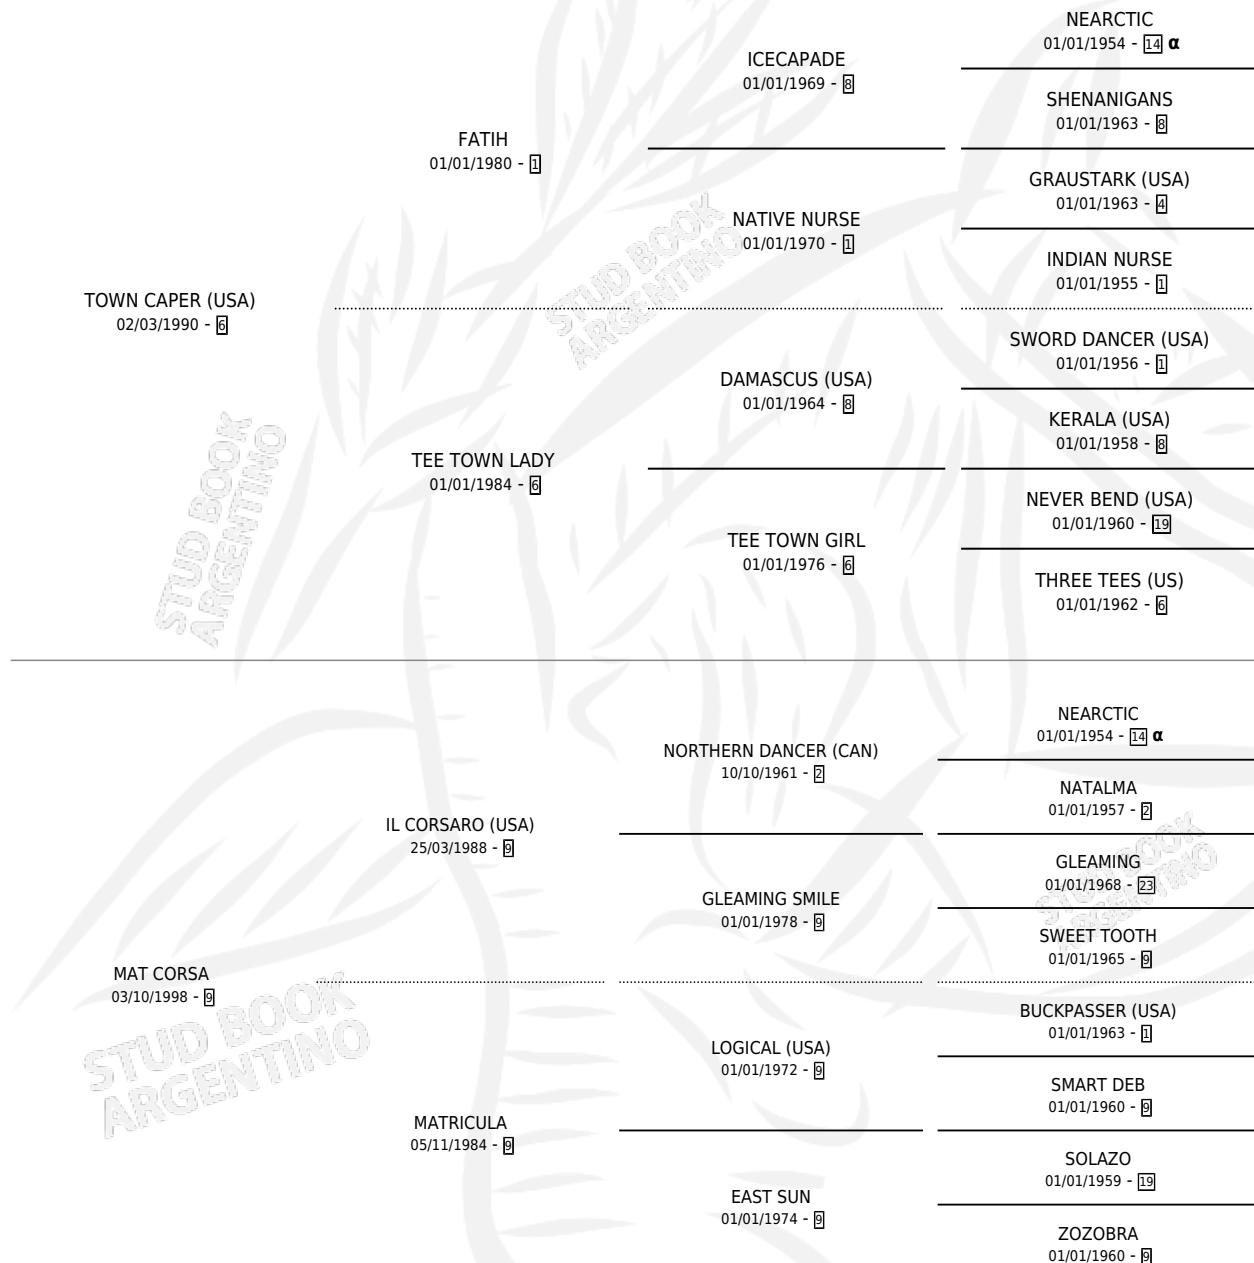 NEARCTIC
01/01/1954 - 14 α
ICECAPADE
01/01/1969 - 8
SHENANIGANS
01/01/1963 - 8
FATIH
01/01/1980 - 1
GRAUSTARK (USA)
01/01/1963 - 4
NATIVE NURSE
01/01/1970 - 1
INDIAN NURSE
01/01/1955 - 1
TOWN CAPER (USA)
02/03/1990 - 6
SWORD DANCER (USA)
01/01/1956 - 1
DAMASCUS (USA)
01/01/1964 - 8
KERALA (USA)
01/01/1958 - 8
TEE TOWN LADY
01/01/1984 - 6
NEVER BEND (USA)
01/01/1960 - 19
TEE TOWN GIRL
01/01/1976 - 6
THREE TEES (US)
01/01/1962 - 6
NEARCTIC
01/01/1954 - 14 α
NORTHERN DANCER (CAN)
10/10/1961 - 2
NATALMA
01/01/1957 - 2
IL CORSARO (USA)
25/03/1988 - 9
GLEAMING
01/01/1968 - 23
GLEAMING SMILE
01/01/1978 - 9
SWEET TOOTH
01/01/1965 - 9
MAT CORSA
03/10/1998 - 9
BUCKPASSER (USA)
01/01/1963 - 1
LOGICAL (USA)
01/01/1972 - 9
SMART DEB
01/01/1960 - 9
MATRICULA
05/11/1984 - 9
SOLAZO
01/01/1959 - 19
EAST SUN
01/01/1974 - 9
ZOZOBRA
01/01/1960 - 9
STUD BOOK
ARGENTINO
STUD BOOK
ARGENTINO
STUD BOOK
ARGENTINO
STUD BOOK
ARGENTINO